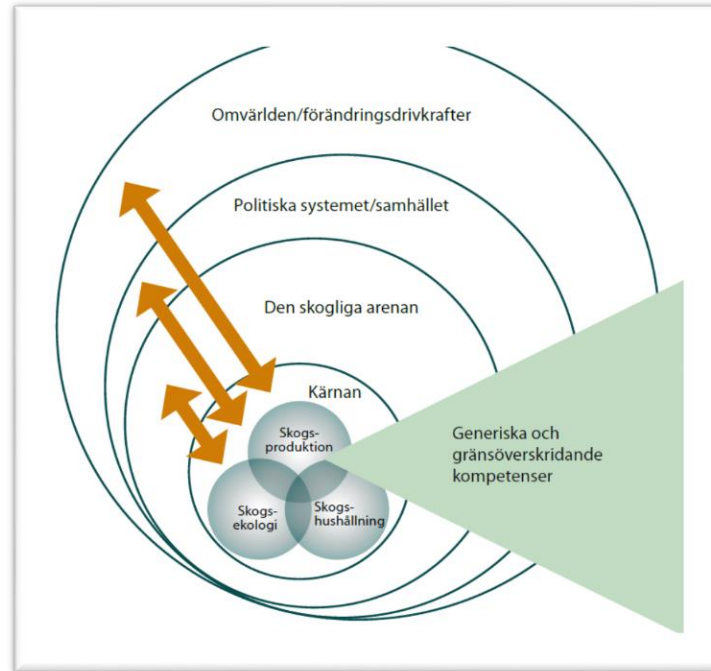 Omvärlden/förändringsdrivkrafter
Politiska systemet/samhället
Den skogliga arenan
Kärnan
Skogs-
produktion
Skogs-
ekologi
Skogs-
hushållning
Generiska och
gränsöverskridande
kompetenser